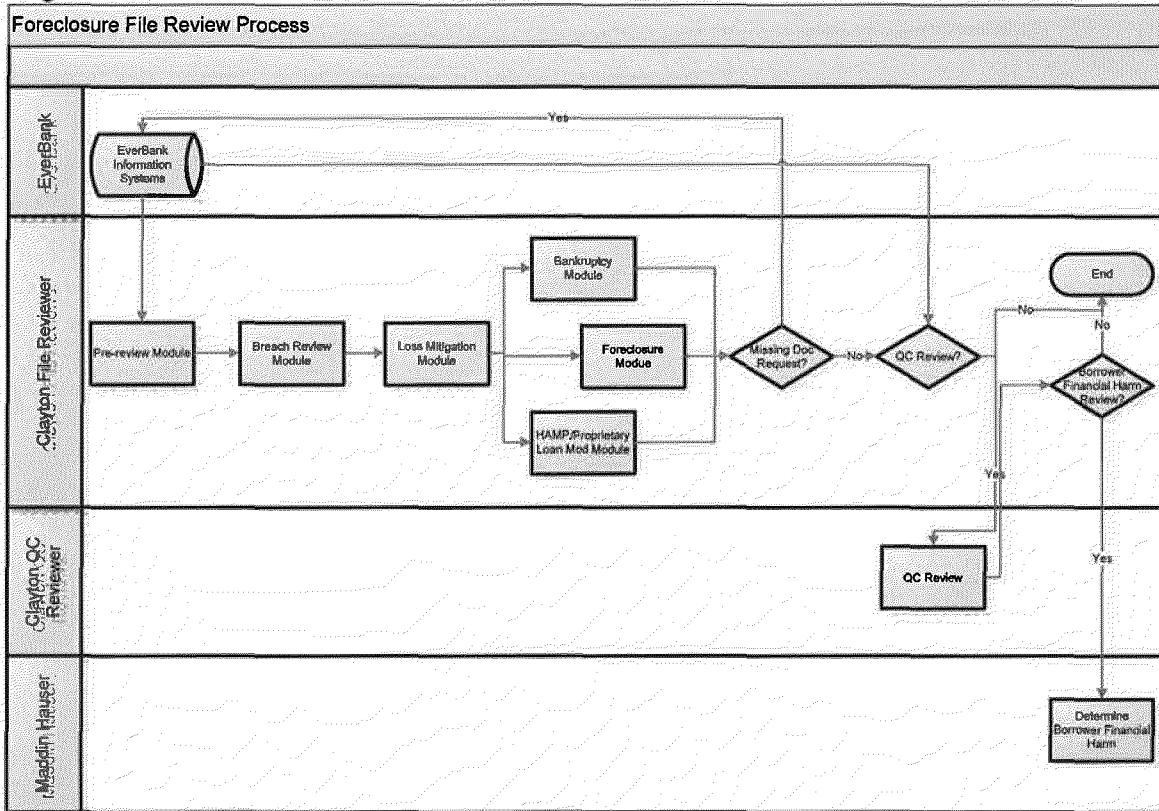 Foreclosure File Review Process
EverBank
EverBank
Information
Systems
Yes
Clayton File Reviewer
Pre-review Module
Breach Review
Module
Loss Mitigation
Module
Bankruptcy
Module
Foreclosure
Modue
HAMP/Proprietary
Loan Mod Module
Missing Doc
Request?
No
QC Review?
No
Yes
End
No
Borrower
Financial Harm
Review?
Yes
Clayton QC
Reviewer
QC Review
Maddin Hauser
Determine
Borrower Financial
Harm